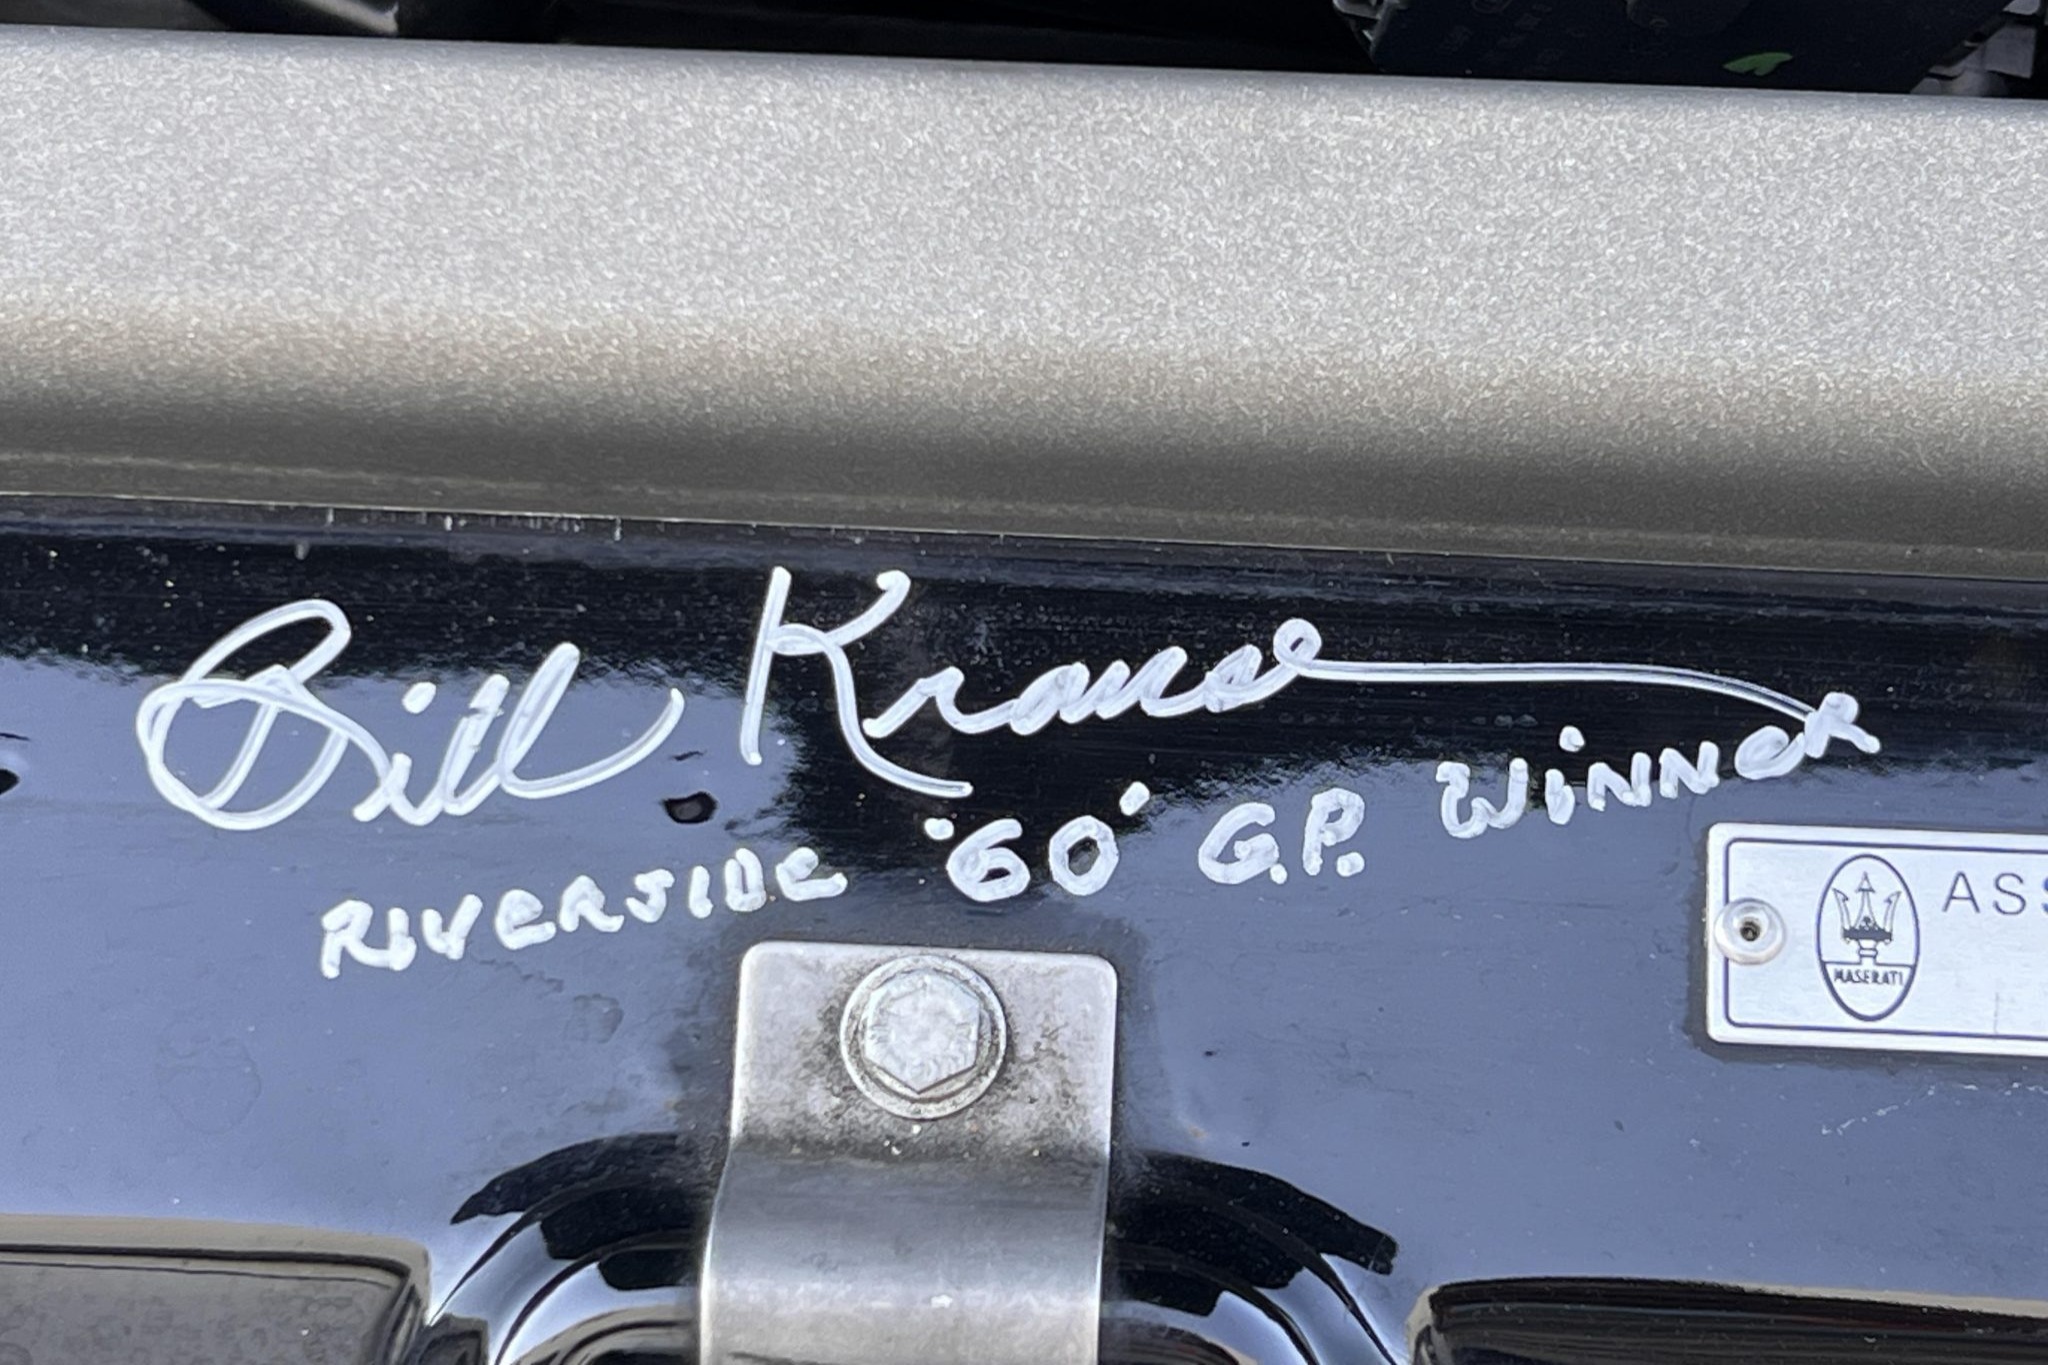 Bill Krause
RIVERSIDE '60' G.P. WINNER
ASS
MASERATI